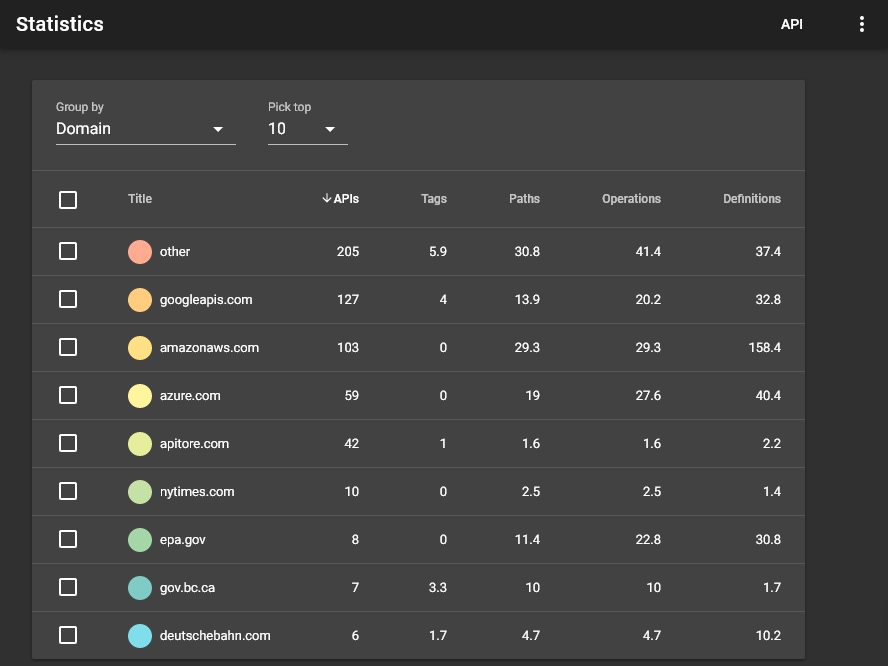 Statistics API
Group by Pick top
Domain 10
Title APIs Tags Paths Operations Definitions
other 205 5.9 30.8 41.4 37.4
googleapis.com 127 4 13.9 20.2 32.8
amazonaws.com 103 0 29.3 29.3 158.4
azure.com 59 0 19 27.6 40.4
apitore.com 42 1 1.6 1.6 2.2
nytimes.com 10 0 2.5 2.5 1.4
epa.gov 8 0 11.4 22.8 30.8
gov.bc.ca 7 3.3 10 10 1.7
deutschebahn.com 6 1.7 4.7 4.7 10.2